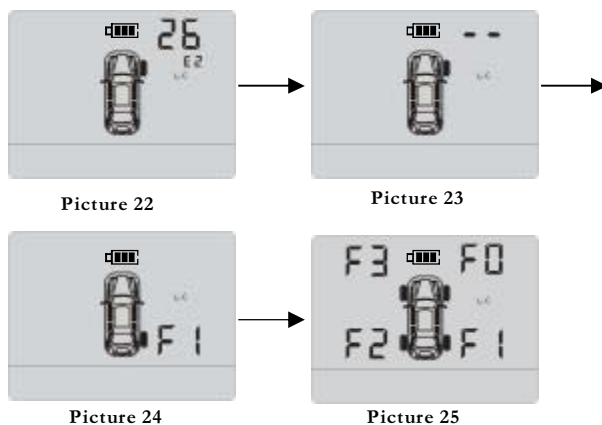 26
E2
- -
Picture 22
Picture 23
F1
F3 F0
F2 F1
Picture 24
Picture 25